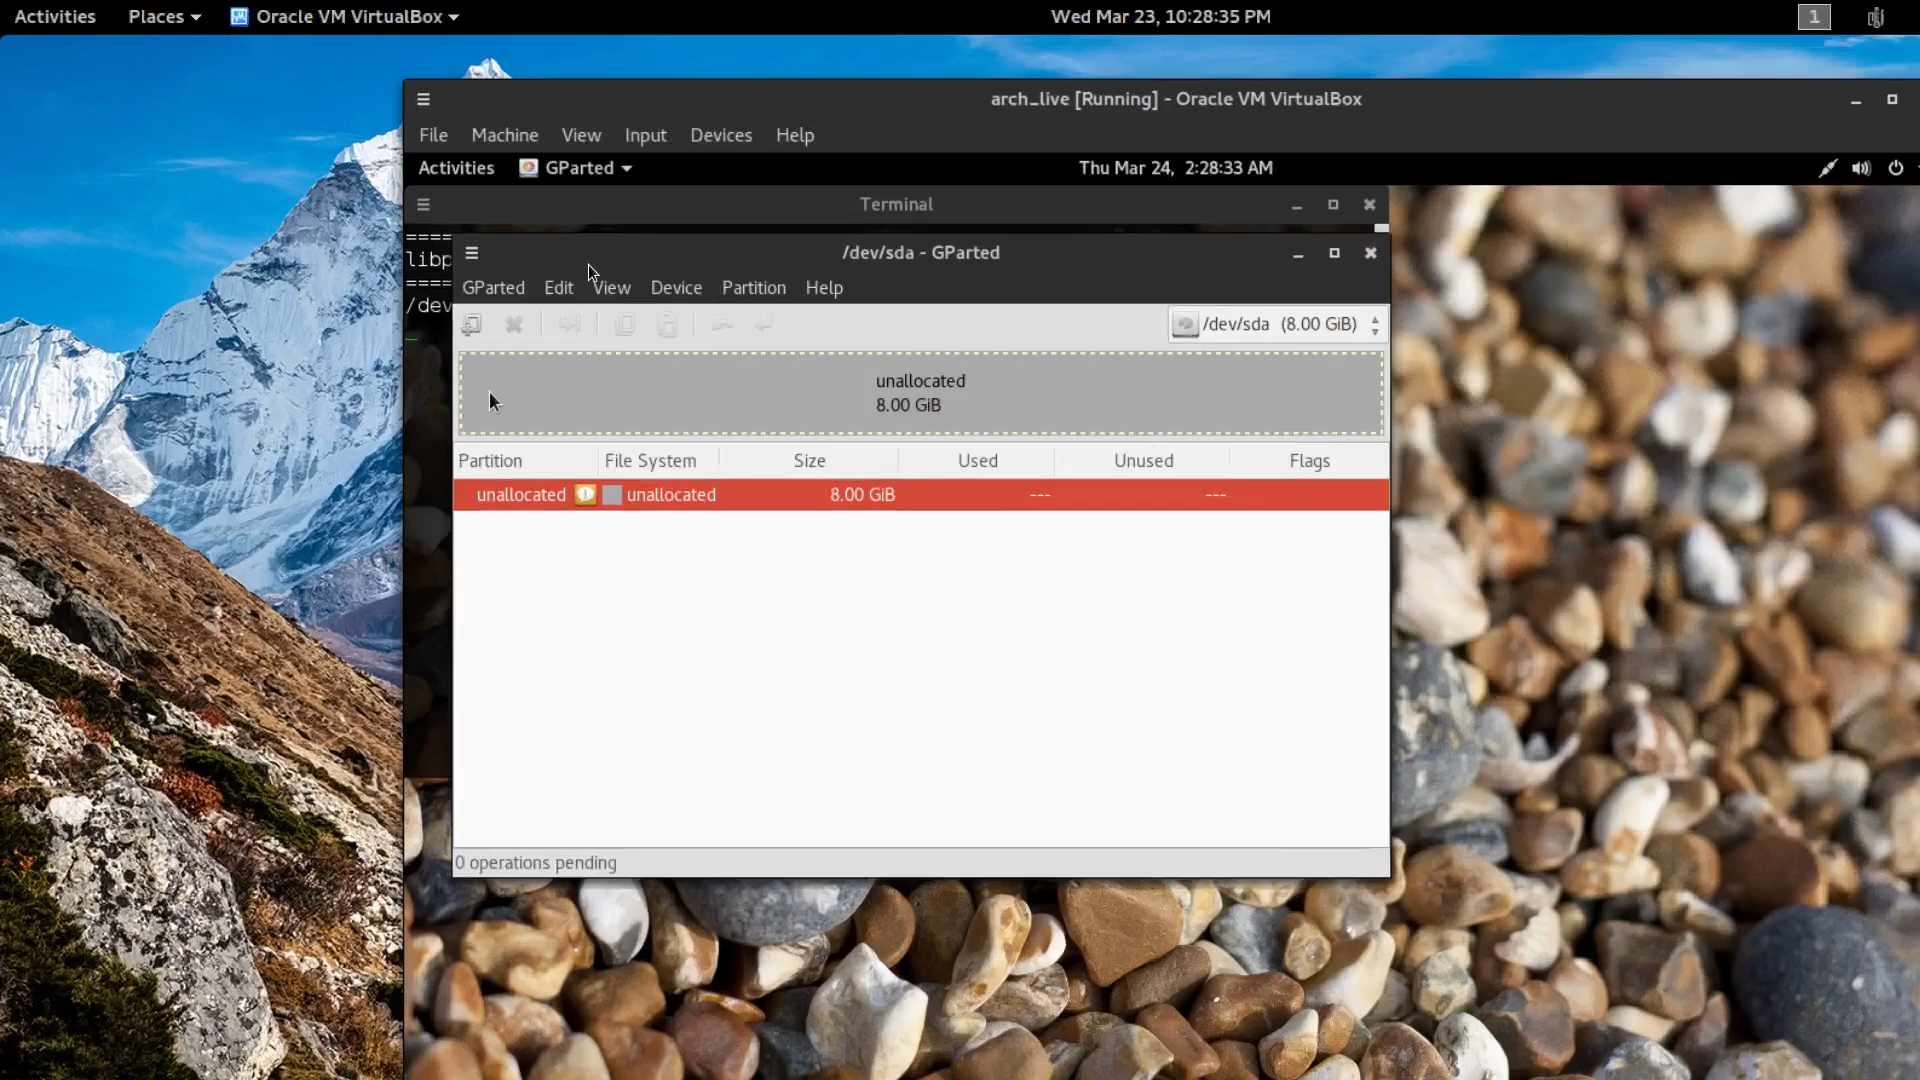 Activities Places Oracle VM VirtualBox Wed Mar 23, 10:28:35 PM 1
arch_live [Running] - Oracle VM VirtualBox
File Machine View Input Devices Help
Activities GParted Thu Mar 24, 2:28:33 AM
Terminal
====
libp
====
/dev
/dev/sda - GParted
GParted Edit View Device Partition Help
/dev/sda (8.00 GiB)
unallocated
8.00 GiB
Partition File System Size Used Unused Flags
unallocated unallocated 8.00 GiB --- ---
0 operations pending